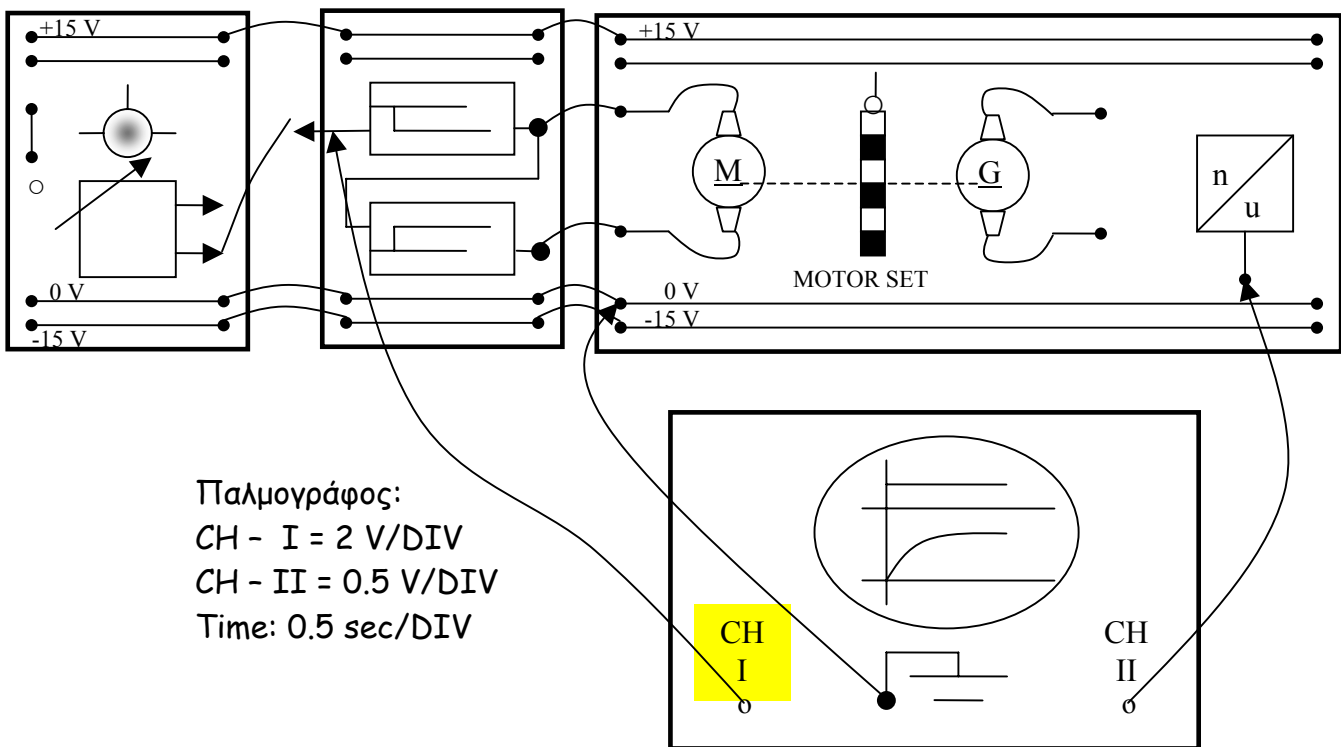 +15 V
+15 V
M
G
n
u
MOTOR SET
0 V
0 V
-15 V
-15 V
Παλμογράφος:
CH – I = 2 V/DIV
CH – II = 0.5 V/DIV
Time: 0.5 sec/DIV
CH
I
o
CH
II
o